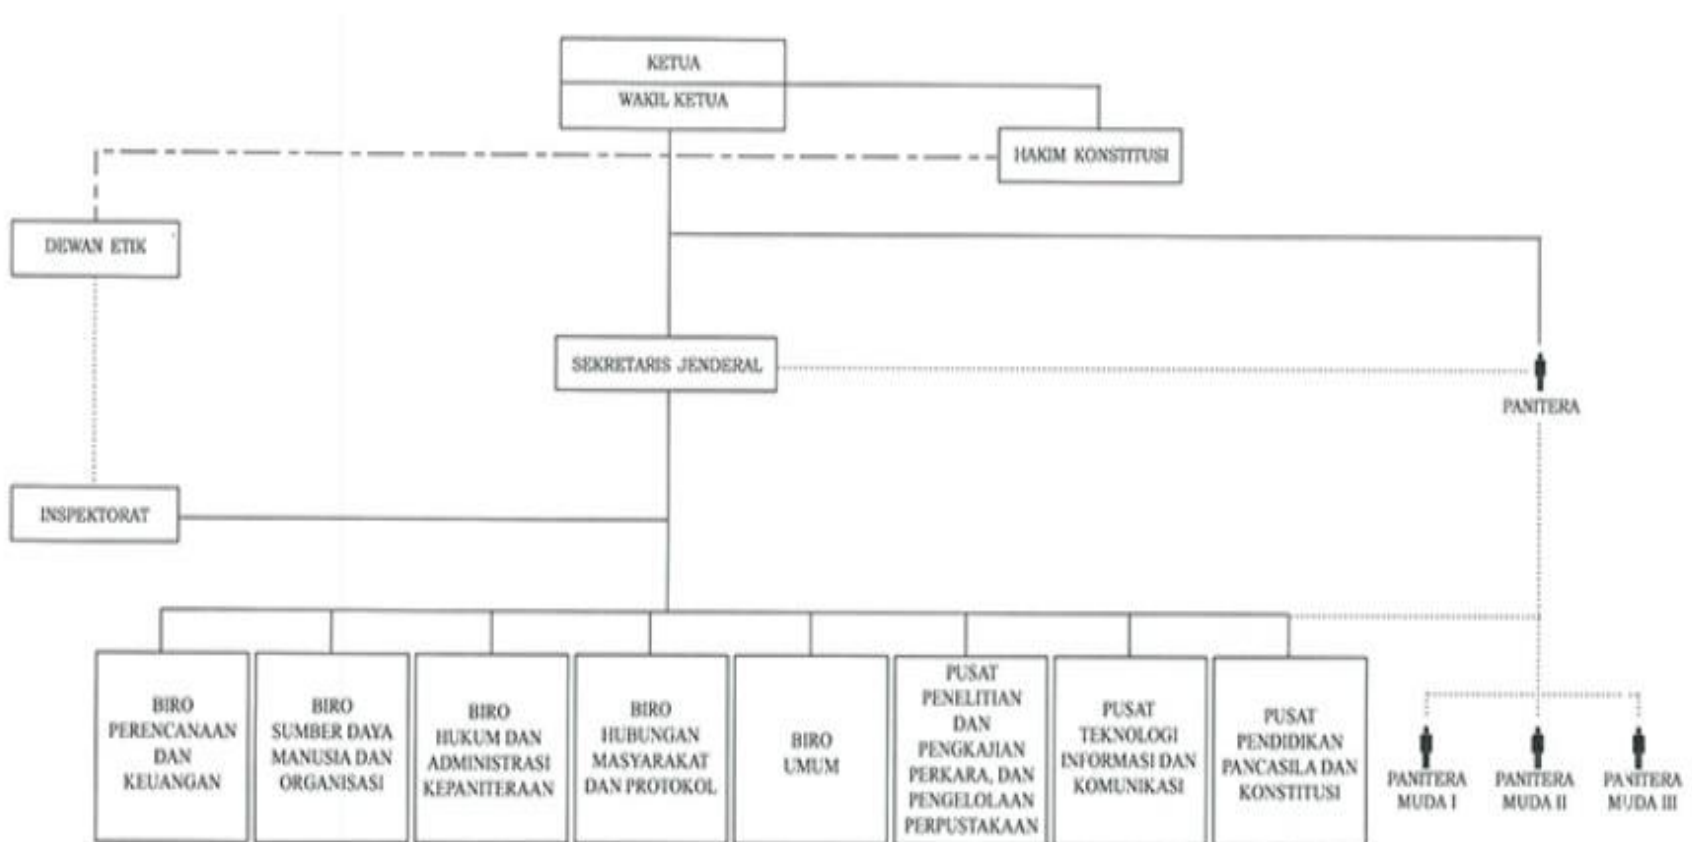 KETUA
WAKIL KETUA
HAKIM KONSTITUSI
DEWAN ETIK
SEKRETARIS JENDERAL
PANITERA
INSPEKTORAT
BIRO
PERENCANAAN
DAN
KEUANGAN
BIRO
SUMBER DAYA
MANUSIA DAN
ORGANISASI
BIRO
HUKUM DAN
ADMINISTRASI
KEPANITERAAN
BIRO
HUBUNGAN
MASYARAKAT
DAN PROTOKOL
BIRO
UMUM
PUSAT
PENELITIAN
DAN
PENGKAJIAN
PERKARA, DAN
PENGELOLAAN
PERPUSTAKAAN
PUSAT
TEKNOLOGI
INFORMASI DAN
KOMUNIKASI
PUSAT
PENDIDIKAN
PANCASILA DAN
KONSTITUSI
PANITERA
MUDA I
PANITERA
MUDA II
PANITERA
MUDA III